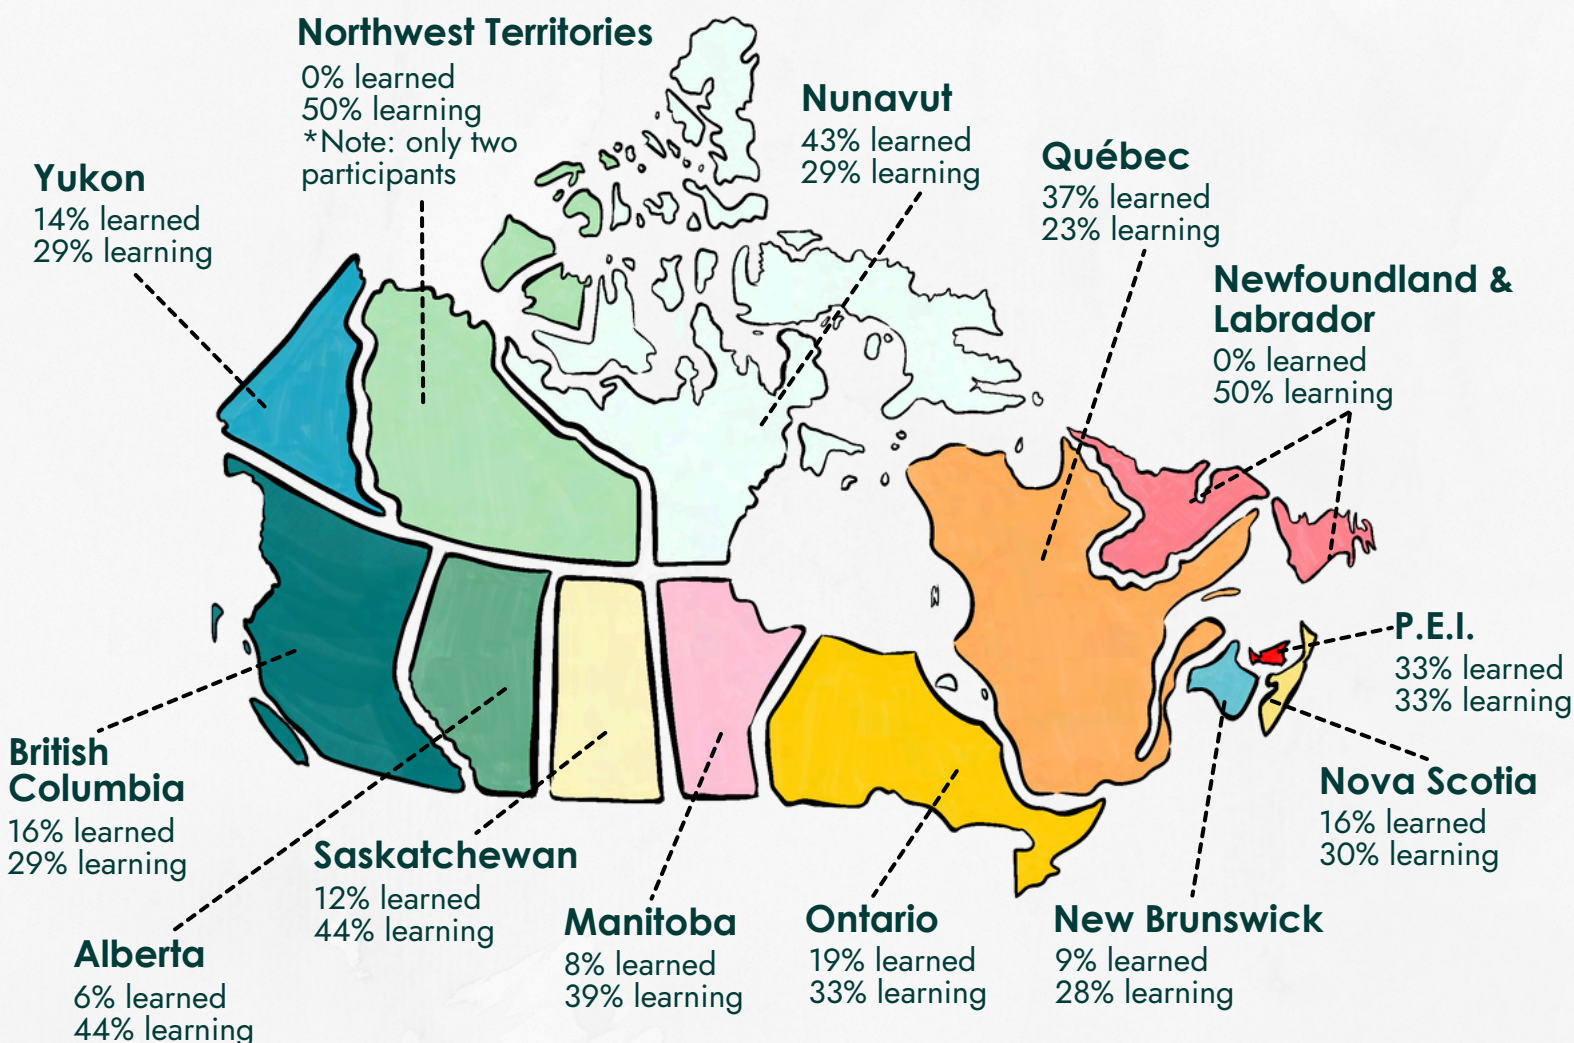 Northwest Territories
0% learned
50% learning
*Note: only two
participants
Nunavut
43% learned
29% learning
Québec
37% learned
23% learning
Yukon
14% learned
29% learning
Newfoundland &
Labrador
0% learned
50% learning
P.E.I.
33% learned
33% learning
British
Columbia
16% learned
29% learning
Nova Scotia
16% learned
30% learning
Saskatchewan
12% learned
44% learning
Manitoba
8% learned
39% learning
Ontario
19% learned
33% learning
New Brunswick
9% learned
28% learning
Alberta
6% learned
44% learning